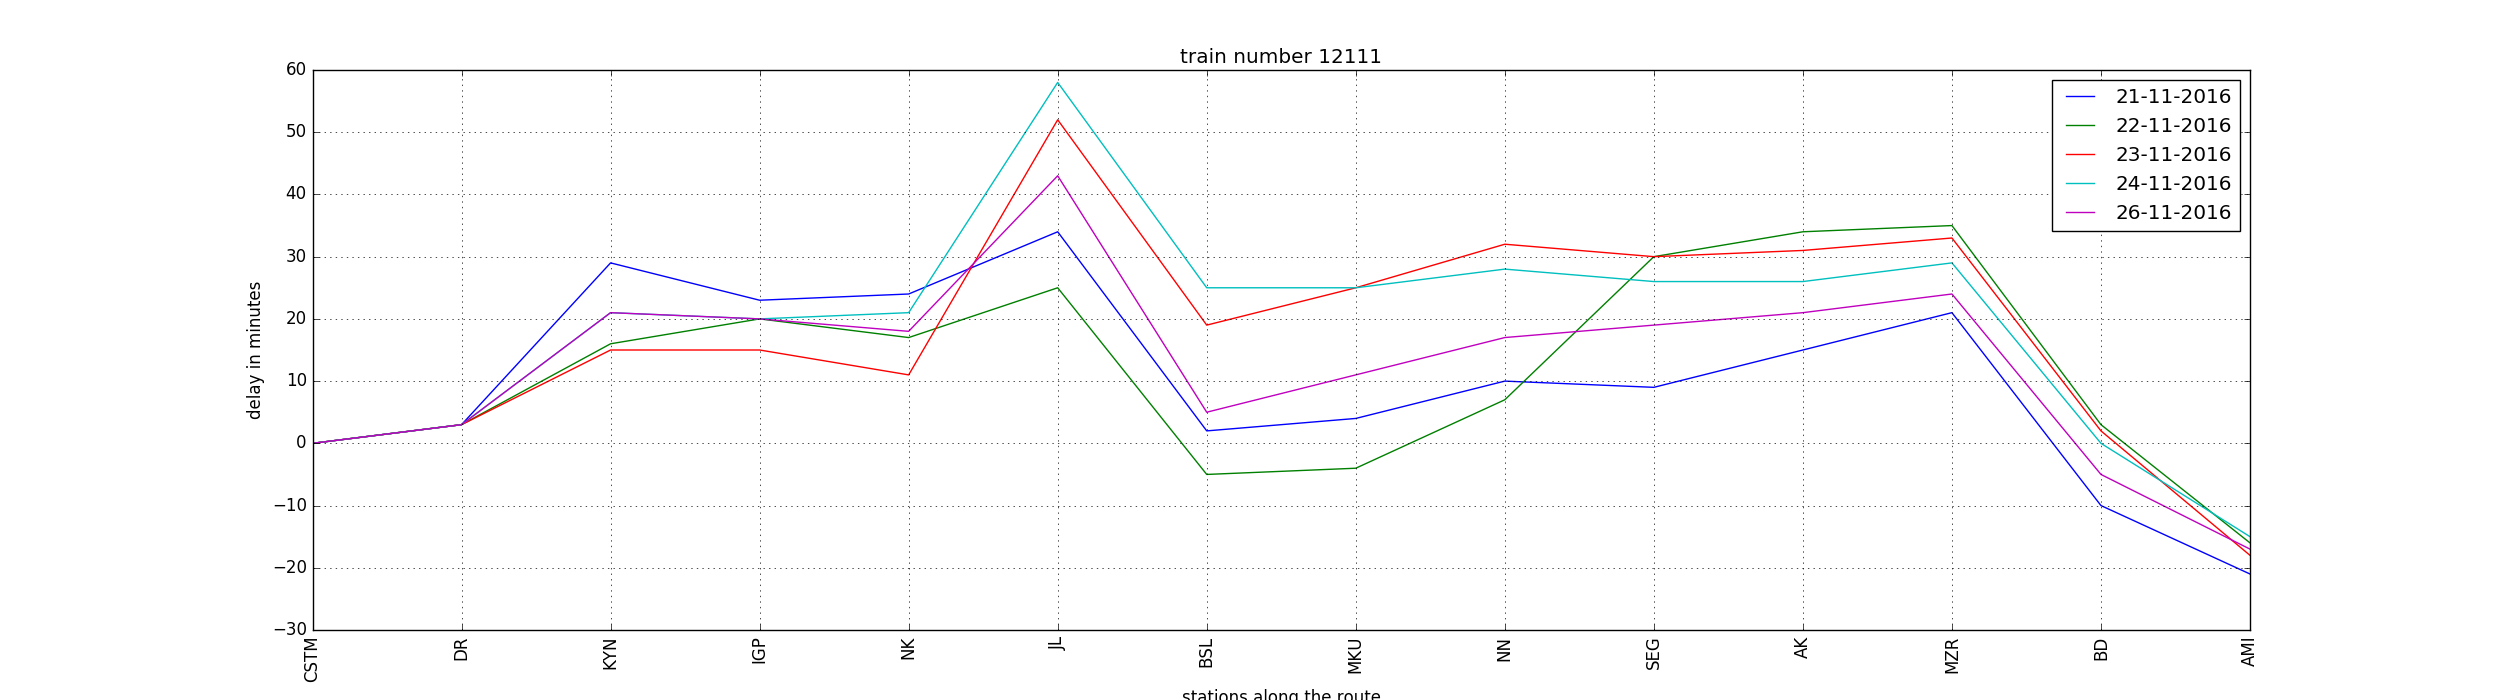 train number 12111
60
50
40
30
20
10
0
−10
−20
−30
delay in minutes
21-11-2016
22-11-2016
23-11-2016
24-11-2016
26-11-2016
CSTM
DR
KYN
IGP
NK
JL
BSL
MKU
NN
SEG
AK
MZR
BD
AMI
stations along the route